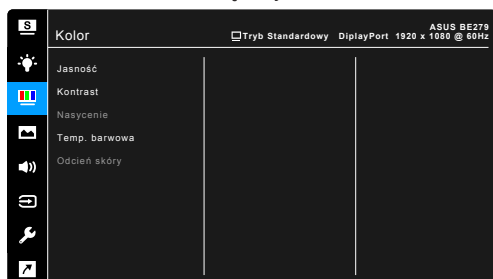 S
Kolor
Tryb Standardowy DiplayPort 1920 x 1080 @ 60Hz
ASUS BE279
Jasność
Kontrast
Nasycenie
Temp. barwowa
Odcień skóry